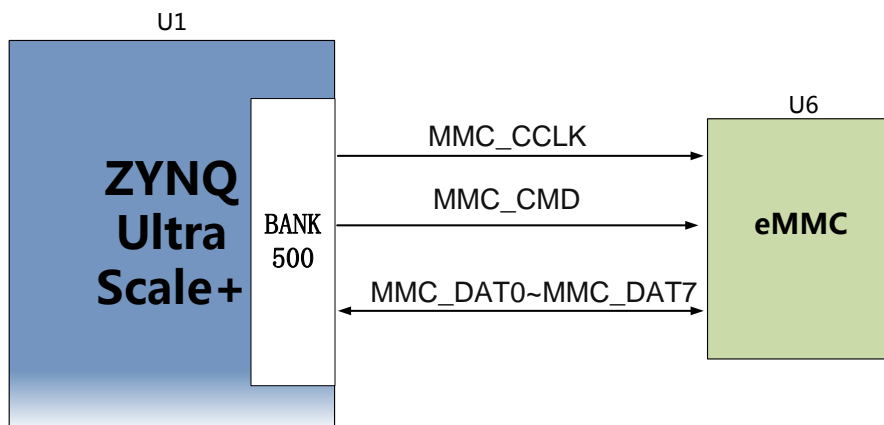 U1
U6
MMC_CCLK
ZYNQ
Ultra
Scale+
BANK
500
MMC_CMD
eMMC
MMC_DAT0~MMC_DAT7